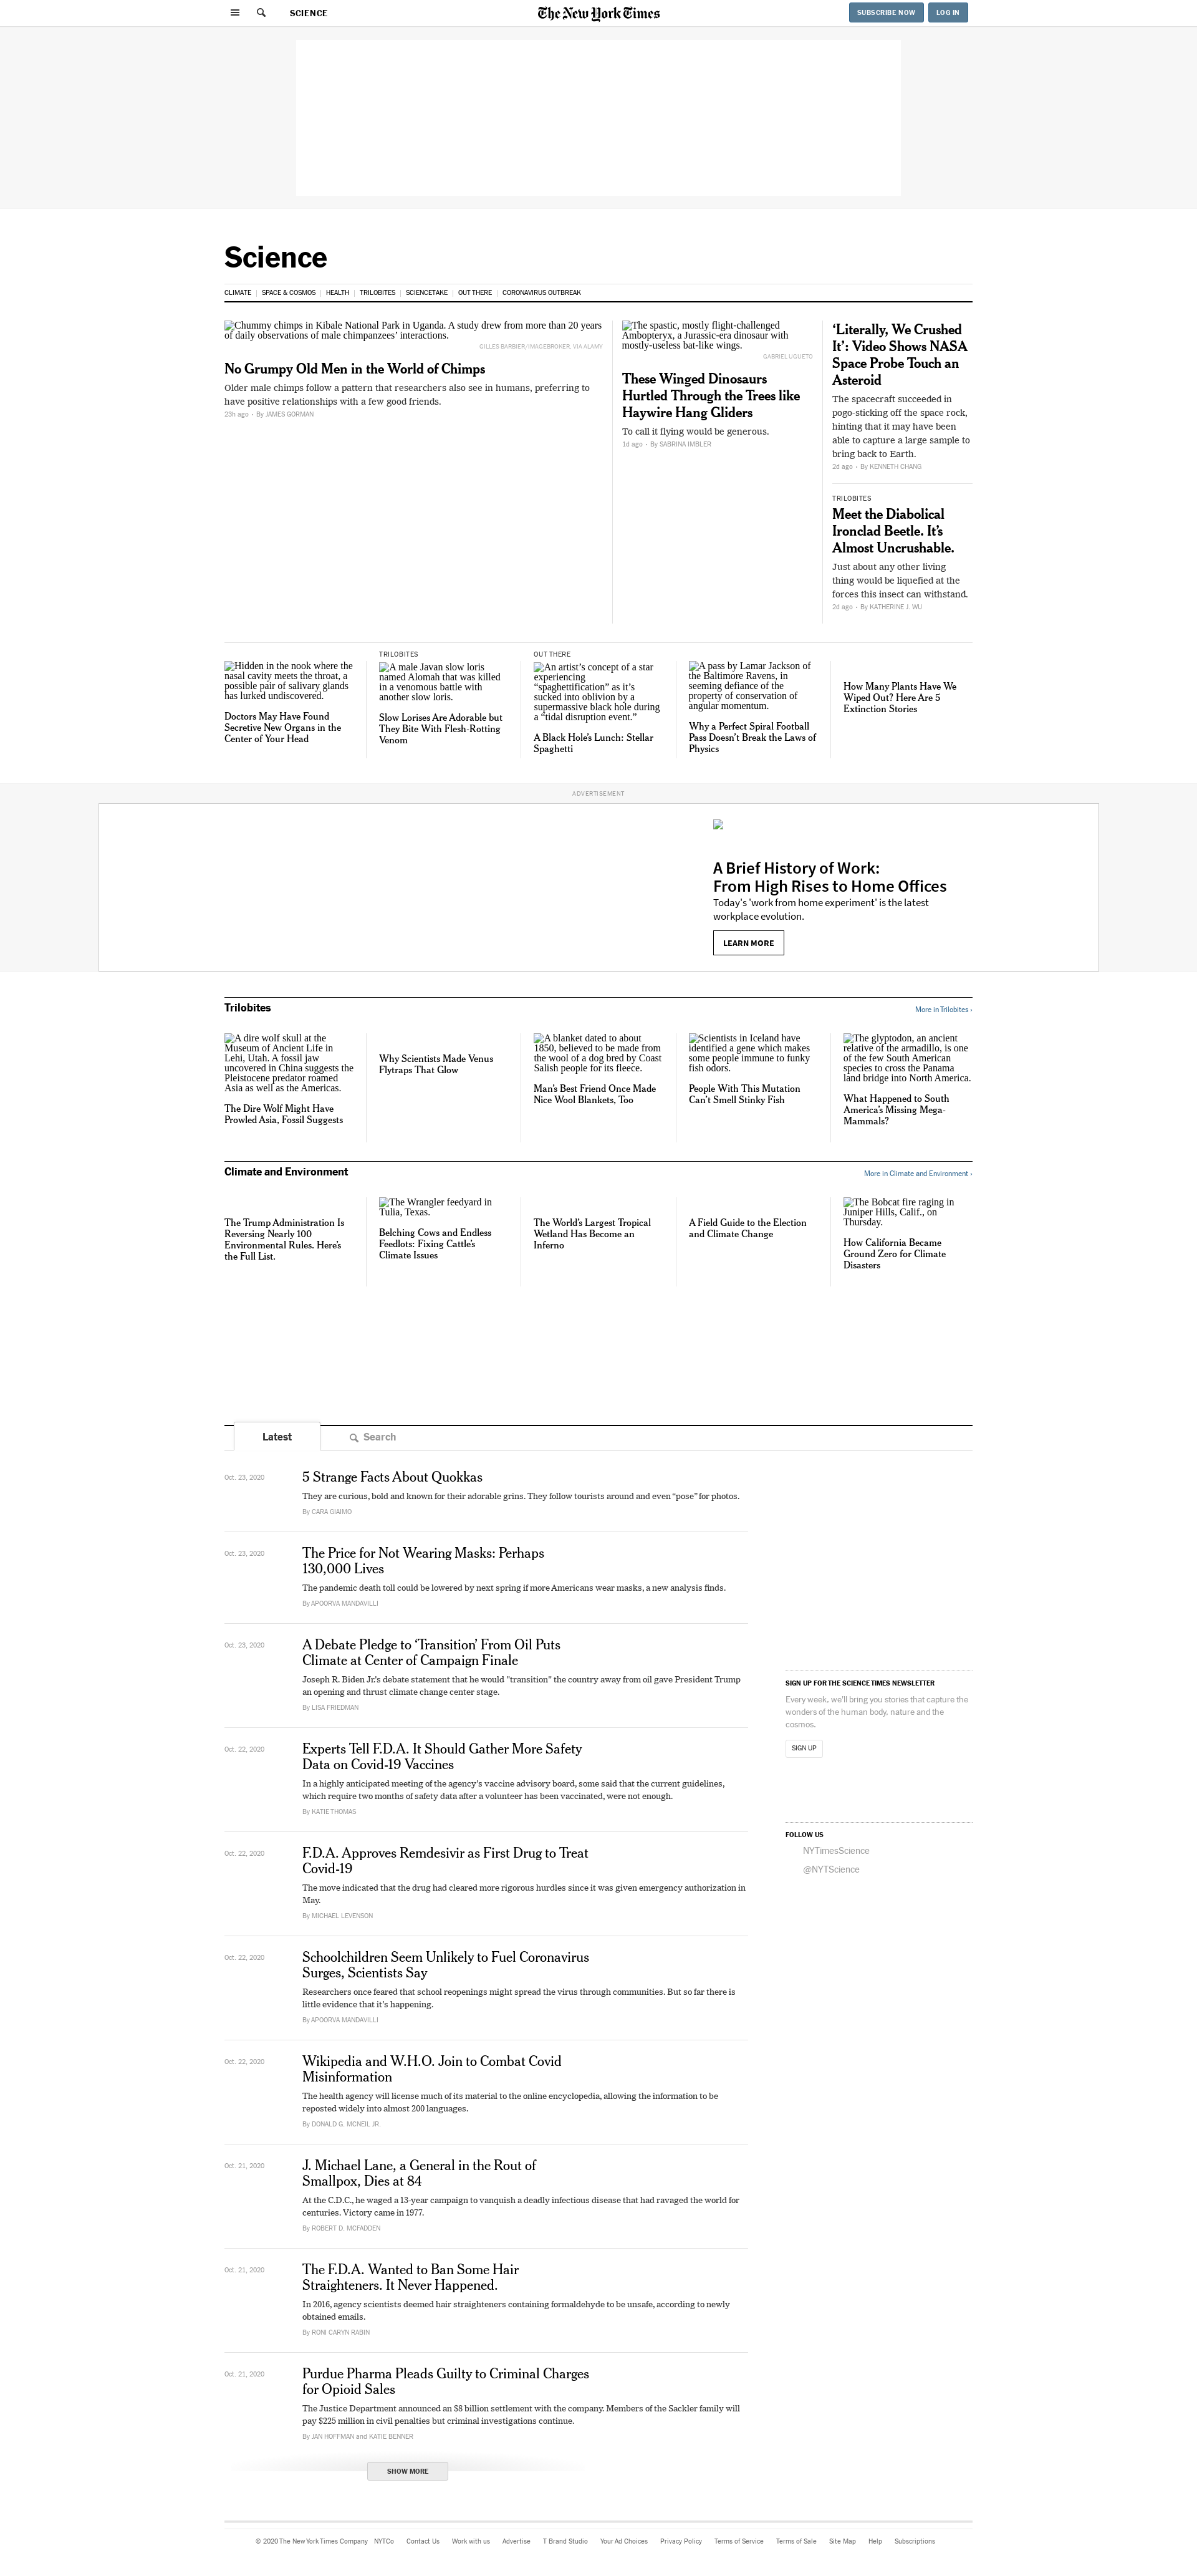 SCIENCE
The New York Times
SUBSCRIBE NOW
LOG IN
Science
CLIMATE
SPACE & COSMOS
HEALTH
TRILOBITES
SCIENCETAKE
OUT THERE
CORONAVIRUS OUTBREAK
Chummy chimps in Kibale National Park in Uganda. A study drew from more than 20 years
of daily observations of male chimpanzees’ interactions.
GILLES BARBIER/IMAGEBROKER, VIA ALAMY
No Grumpy Old Men in the World of Chimps
Older male chimps follow a pattern that researchers also see in humans, preferring to
have positive relationships with a few good friends.
23h ago • By JAMES GORMAN
The spastic, mostly flight-challenged
Ambopteryx, a Jurassic-era dinosaur with
mostly-useless bat-like wings.
GABRIEL UGUETO
These Winged Dinosaurs
Hurtled Through the Trees like
Haywire Hang Gliders
To call it flying would be generous.
1d ago • By SABRINA IMBLER
‘Literally, We Crushed
It’: Video Shows NASA
Space Probe Touch an
Asteroid
The spacecraft succeeded in
pogo-sticking off the space rock,
hinting that it may have been
able to capture a large sample to
bring back to Earth.
2d ago • By KENNETH CHANG
TRILOBITES
Meet the Diabolical
Ironclad Beetle. It’s
Almost Uncrushable.
Just about any other living
thing would be liquefied at the
forces this insect can withstand.
2d ago • By KATHERINE J. WU
Hidden in the nook where the
nasal cavity meets the throat, a
possible pair of salivary glands
has lurked undiscovered.
Doctors May Have Found
Secretive New Organs in the
Center of Your Head
TRILOBITES
A male Javan slow loris
named Alomah that was killed
in a venomous battle with
another slow loris.
Slow Lorises Are Adorable but
They Bite With Flesh-Rotting
Venom
OUT THERE
An artist’s concept of a star
experiencing
“spaghettification” as it’s
sucked into oblivion by a
supermassive black hole during
a “tidal disruption event.”
A Black Hole’s Lunch: Stellar
Spaghetti
A pass by Lamar Jackson of
the Baltimore Ravens, in
seeming defiance of the
property of conservation of
angular momentum.
Why a Perfect Spiral Football
Pass Doesn’t Break the Laws of
Physics
How Many Plants Have We
Wiped Out? Here Are 5
Extinction Stories
ADVERTISEMENT
A Brief History of Work:
From High Rises to Home Offices
Today's 'work from home experiment' is the latest
workplace evolution.
LEARN MORE
Trilobites
More in Trilobites ›
A dire wolf skull at the
Museum of Ancient Life in
Lehi, Utah. A fossil jaw
uncovered in China suggests the
Pleistocene predator roamed
Asia as well as the Americas.
The Dire Wolf Might Have
Prowled Asia, Fossil Suggests
Why Scientists Made Venus
Flytraps That Glow
A blanket dated to about
1850, believed to be made from
the wool of a dog bred by Coast
Salish people for its fleece.
Man’s Best Friend Once Made
Nice Wool Blankets, Too
Scientists in Iceland have
identified a gene which makes
some people immune to funky
fish odors.
People With This Mutation
Can’t Smell Stinky Fish
The glyptodon, an ancient
relative of the armadillo, is one
of the few South American
species to cross the Panama
land bridge into North America.
What Happened to South
America’s Missing Mega-
Mammals?
Climate and Environment
More in Climate and Environment ›
The Trump Administration Is
Reversing Nearly 100
Environmental Rules. Here’s
the Full List.
The Wrangler feedyard in
Tulia, Texas.
Belching Cows and Endless
Feedlots: Fixing Cattle’s
Climate Issues
The World’s Largest Tropical
Wetland Has Become an
Inferno
A Field Guide to the Election
and Climate Change
The Bobcat fire raging in
Juniper Hills, Calif., on
Thursday.
How California Became
Ground Zero for Climate
Disasters
Latest
Search
Oct. 23, 2020
5 Strange Facts About Quokkas
They are curious, bold and known for their adorable grins. They follow tourists around and even “pose” for photos.
By CARA GIAIMO
Oct. 23, 2020
The Price for Not Wearing Masks: Perhaps
130,000 Lives
The pandemic death toll could be lowered by next spring if more Americans wear masks, a new analysis finds.
By APOORVA MANDAVILLI
Oct. 23, 2020
A Debate Pledge to ‘Transition’ From Oil Puts
Climate at Center of Campaign Finale
Joseph R. Biden Jr.’s debate statement that he would "transition" the country away from oil gave President Trump
an opening and thrust climate change center stage.
By LISA FRIEDMAN
Oct. 22, 2020
Experts Tell F.D.A. It Should Gather More Safety
Data on Covid-19 Vaccines
In a highly anticipated meeting of the agency’s vaccine advisory board, some said that the current guidelines,
which require two months of safety data after a volunteer has been vaccinated, were not enough.
By KATIE THOMAS
Oct. 22, 2020
F.D.A. Approves Remdesivir as First Drug to Treat
Covid-19
The move indicated that the drug had cleared more rigorous hurdles since it was given emergency authorization in
May.
By MICHAEL LEVENSON
Oct. 22, 2020
Schoolchildren Seem Unlikely to Fuel Coronavirus
Surges, Scientists Say
Researchers once feared that school reopenings might spread the virus through communities. But so far there is
little evidence that it’s happening.
By APOORVA MANDAVILLI
Oct. 22, 2020
Wikipedia and W.H.O. Join to Combat Covid
Misinformation
The health agency will license much of its material to the online encyclopedia, allowing the information to be
reposted widely into almost 200 languages.
By DONALD G. MCNEIL JR.
Oct. 21, 2020
J. Michael Lane, a General in the Rout of
Smallpox, Dies at 84
At the C.D.C., he waged a 13-year campaign to vanquish a deadly infectious disease that had ravaged the world for
centuries. Victory came in 1977.
By ROBERT D. MCFADDEN
Oct. 21, 2020
The F.D.A. Wanted to Ban Some Hair
Straighteners. It Never Happened.
In 2016, agency scientists deemed hair straighteners containing formaldehyde to be unsafe, according to newly
obtained emails.
By RONI CARYN RABIN
Oct. 21, 2020
Purdue Pharma Pleads Guilty to Criminal Charges
for Opioid Sales
The Justice Department announced an $8 billion settlement with the company. Members of the Sackler family will
pay $225 million in civil penalties but criminal investigations continue.
By JAN HOFFMAN and KATIE BENNER
SHOW MORE
SIGN UP FOR THE SCIENCE TIMES NEWSLETTER
Every week, we'll bring you stories that capture the
wonders of the human body, nature and the
cosmos.
SIGN UP
FOLLOW US
NYTimesScience
@NYTScience
© 2020 The New York Times Company
NYTCo
Contact Us
Work with us
Advertise
T Brand Studio
Your Ad Choices
Privacy Policy
Terms of Service
Terms of Sale
Site Map
Help
Subscriptions